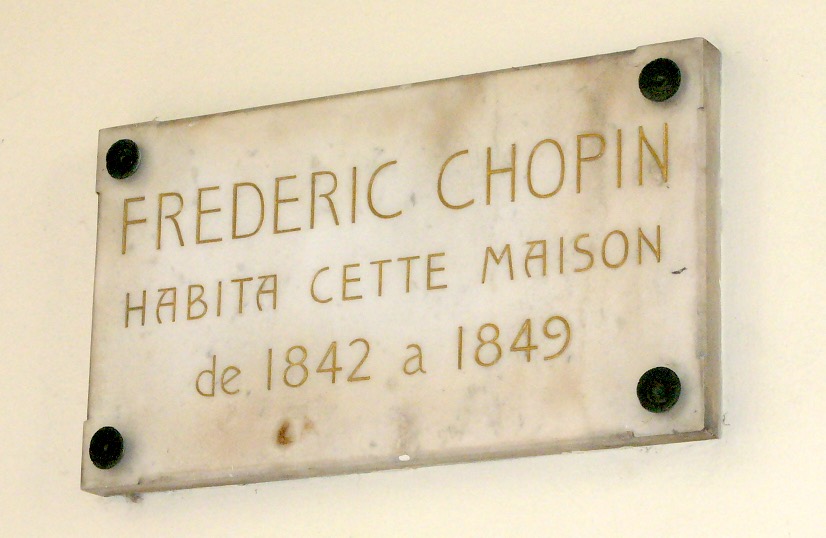 FREDERIC CHOPIN
HABITA CETTE MAISON
de 1842 a 1849